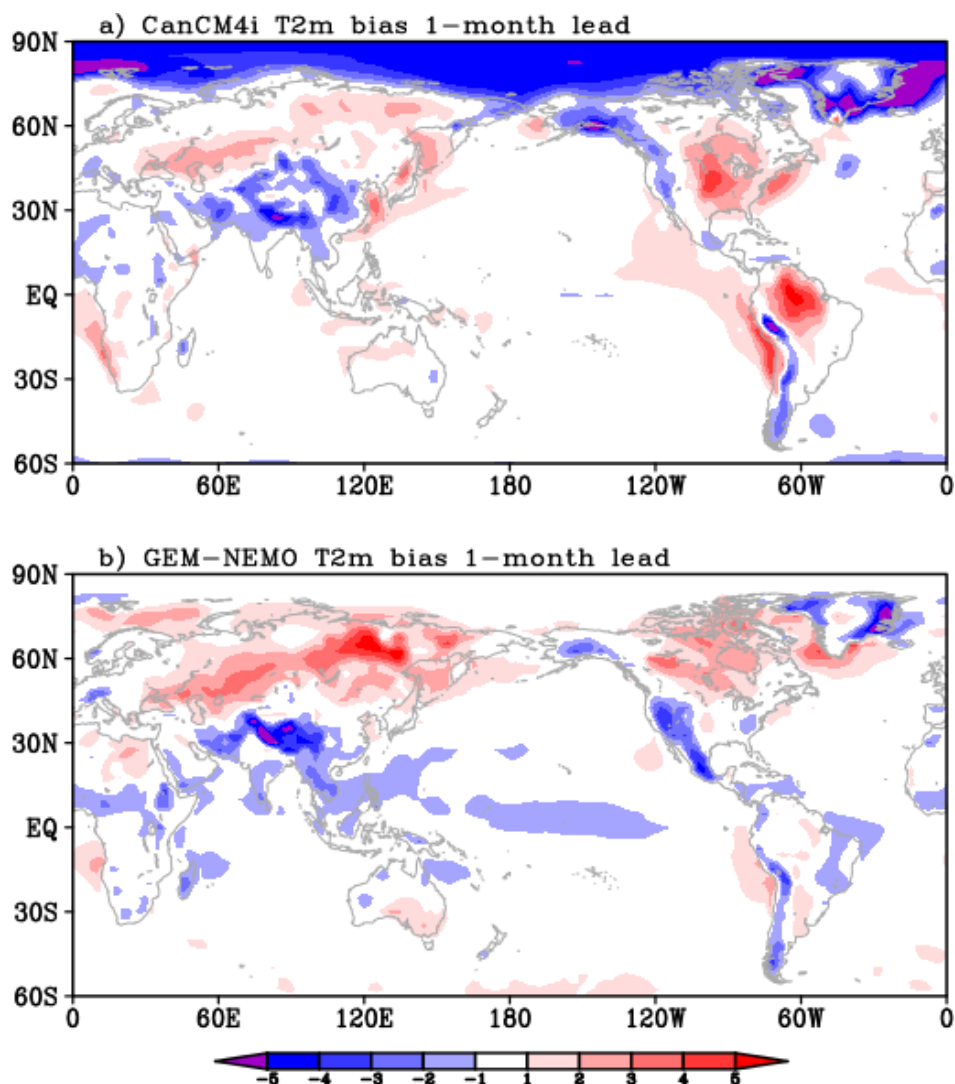 a) CanCM4i T2m bias 1-month lead
90N
60N
30N
EQ
30S
60S
0 60E 120E 180 120W 60W 0
b) GEM-NEMO T2m bias 1-month lead
90N
60N
30N
EQ
30S
60S
0 60E 120E 180 120W 60W 0
-5 -4 -3 -2 -1 1 2 3 4 5